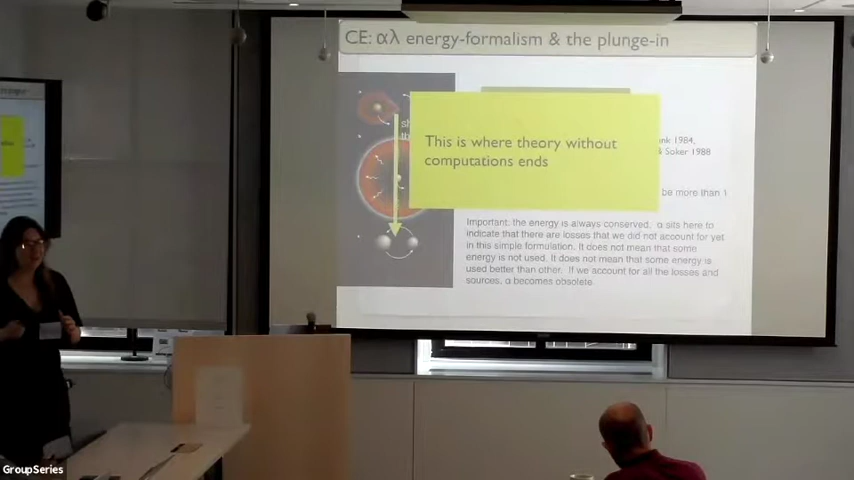 CE: αλ energy-formalism & the plunge-in
This is where theory without
computations ends
1984,
& Soker 1988
be more than 1
Important: the energy is always conserved. α sits here to
indicate that there are losses that we did not account for yet
in this simple formulation. It does not mean that some
energy is not used. It does not mean that some energy is
used better than other. If we account for all the losses and
sources, α becomes obsolete.
GroupSeries